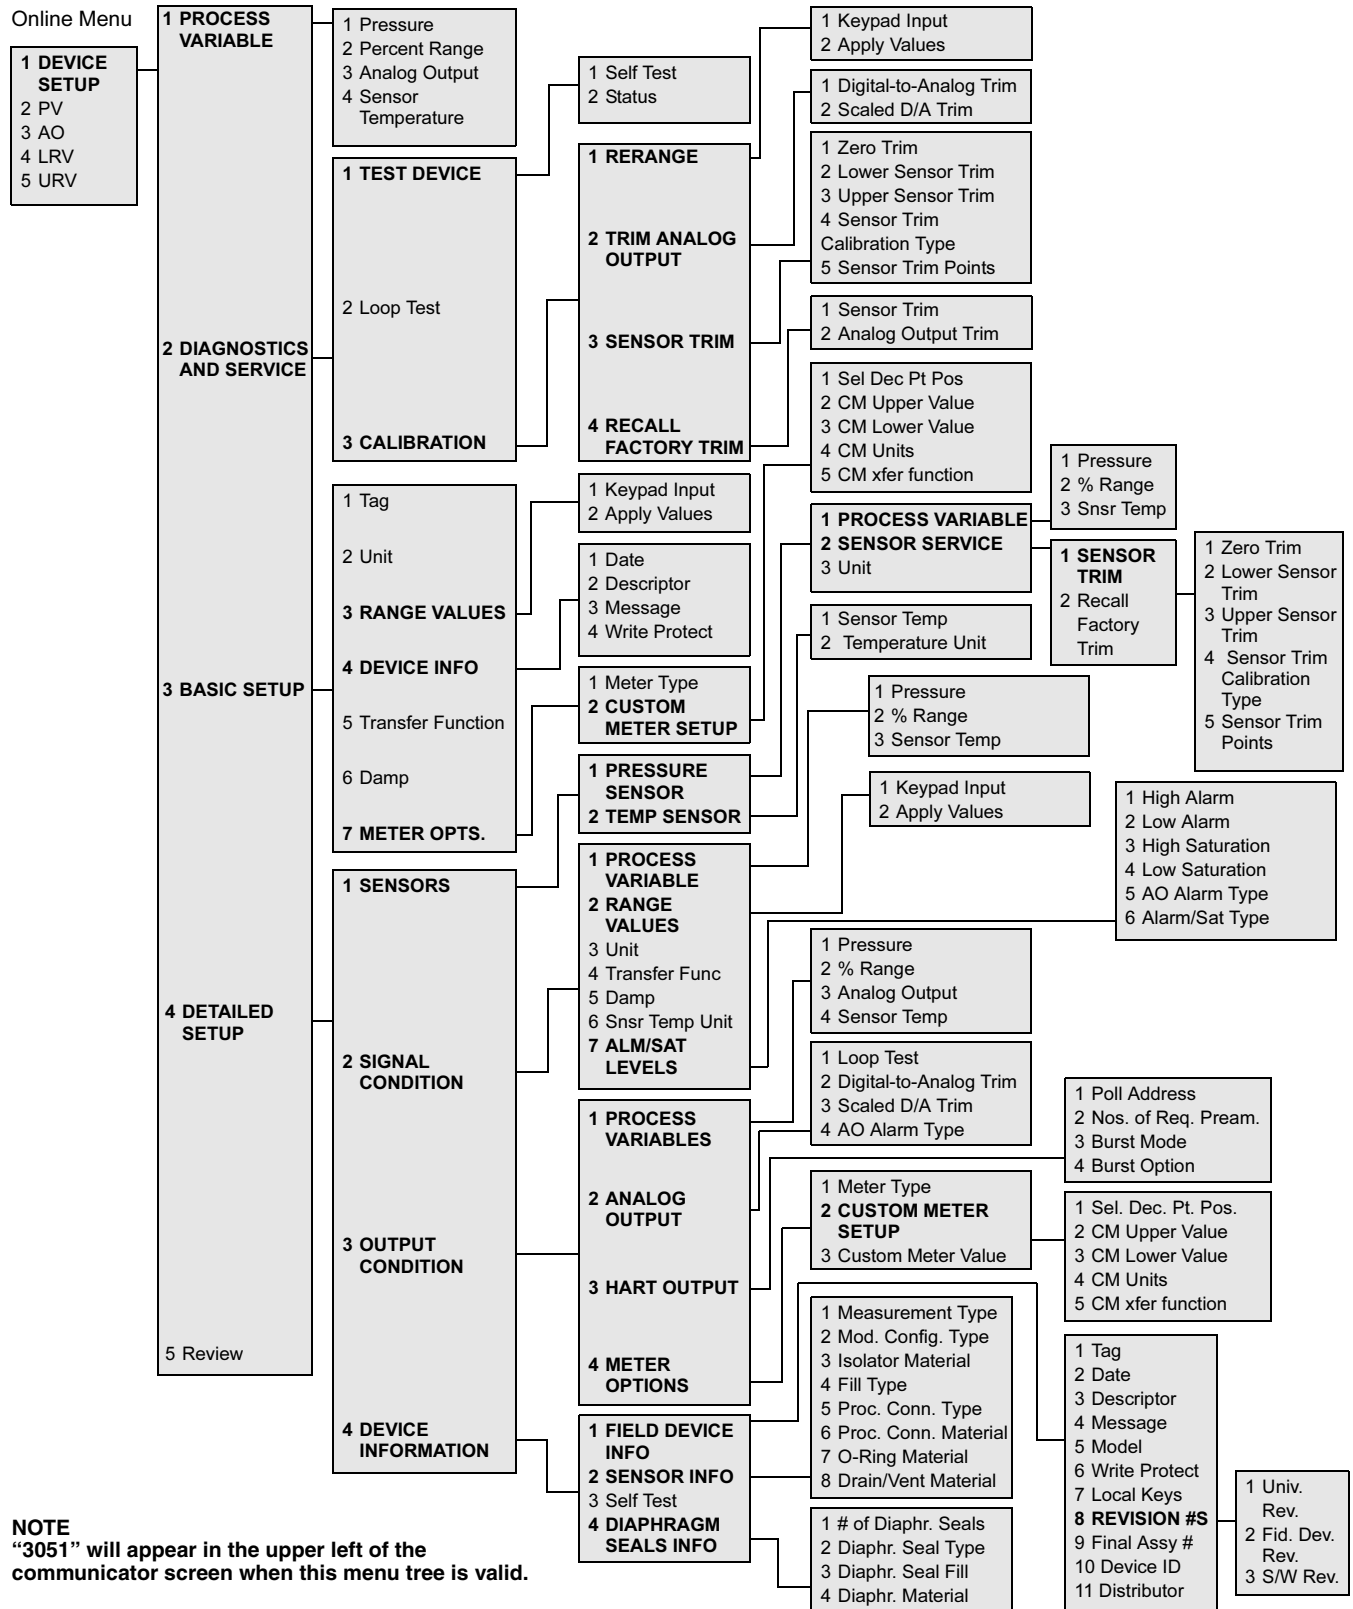 Online Menu
1 DEVICE
SETUP
2 PV
3 AO
4 LRV
5 URV
1 PROCESS
VARIABLE
2 DIAGNOSTICS
AND SERVICE
3 BASIC SETUP
4 DETAILED
SETUP
5 Review
1 Pressure
2 Percent Range
3 Analog Output
4 Sensor
Temperature
1 TEST DEVICE
2 Loop Test
3 CALIBRATION
1 Tag
2 Unit
3 RANGE VALUES
4 DEVICE INFO
5 Transfer Function
6 Damp
7 METER OPTS.
1 SENSORS
2 SIGNAL
CONDITION
3 OUTPUT
CONDITION
4 DEVICE
INFORMATION
1 Self Test
2 Status
1 RERANGE
2 TRIM ANALOG
OUTPUT
3 SENSOR TRIM
4 RECALL
FACTORY TRIM
1 Keypad Input
2 Apply Values
1 Date
2 Descriptor
3 Message
4 Write Protect
1 Meter Type
2 CUSTOM
METER SETUP
1 PRESSURE
SENSOR
2 TEMP SENSOR
1 PROCESS
VARIABLE
2 RANGE
VALUES
3 Unit
4 Transfer Func
5 Damp
6 Snsr Temp Unit
7 ALM/SAT
LEVELS
1 PROCESS
VARIABLES
2 ANALOG
OUTPUT
3 HART OUTPUT
4 METER
OPTIONS
1 FIELD DEVICE
INFO
2 SENSOR INFO
3 Self Test
4 DIAPHRAGM
SEALS INFO
1 Keypad Input
2 Apply Values
1 Digital-to-Analog Trim
2 Scaled D/A Trim
1 Zero Trim
2 Lower Sensor Trim
3 Upper Sensor Trim
4 Sensor Trim
Calibration Type
5 Sensor Trim Points
1 Sensor Trim
2 Analog Output Trim
1 Sel Dec Pt Pos
2 CM Upper Value
3 CM Lower Value
4 CM Units
5 CM xfer function
1 PROCESS VARIABLE
2 SENSOR SERVICE
3 Unit
1 Sensor Temp
2 Temperature Unit
1 Pressure
2 % Range
3 Sensor Temp
1 Keypad Input
2 Apply Values
1 Pressure
2 % Range
3 Analog Output
4 Sensor Temp
1 Loop Test
2 Digital-to-Analog Trim
3 Scaled D/A Trim
4 AO Alarm Type
1 Meter Type
2 CUSTOM METER
SETUP
3 Custom Meter Value
1 Measurement Type
2 Mod. Config. Type
3 Isolator Material
4 Fill Type
5 Proc. Conn. Type
6 Proc. Conn. Material
7 O-Ring Material
8 Drain/Vent Material
1 # of Diaphr. Seals
2 Diaphr. Seal Type
3 Diaphr. Seal Fill
4 Diaphr. Material
1 Pressure
2 % Range
3 Snsr Temp
1 SENSOR
TRIM
2 Recall
Factory
Trim
1 Zero Trim
2 Lower Sensor
Trim
3 Upper Sensor
Trim
4 Sensor Trim
Calibration
Type
5 Sensor Trim
Points
1 High Alarm
2 Low Alarm
3 High Saturation
4 Low Saturation
5 AO Alarm Type
6 Alarm/Sat Type
1 Poll Address
2 Nos. of Req. Pream.
3 Burst Mode
4 Burst Option
1 Sel. Dec. Pt. Pos.
2 CM Upper Value
3 CM Lower Value
4 CM Units
5 CM xfer function
1 Tag
2 Date
3 Descriptor
4 Message
5 Model
6 Write Protect
7 Local Keys
8 REVISION #S
9 Final Assy #
10 Device ID
11 Distributor
1 Univ.
Rev.
2 Fid. Dev.
Rev.
3 S/W Rev.
NOTE
“3051” will appear in the upper left of the
communicator screen when this menu tree is valid.